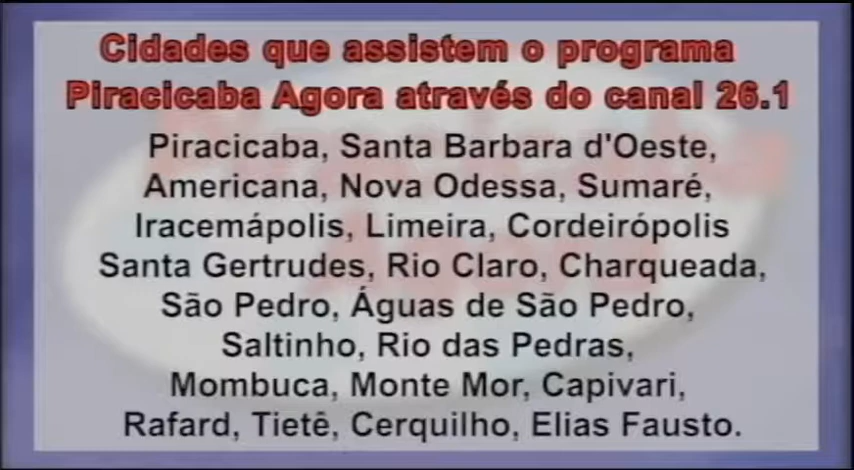 Cidades que assistem o programa
Piracicaba Agora através do canal 26.1
Piracicaba, Santa Barbara d'Oeste,
Americana, Nova Odessa, Sumaré,
Iracemápolis, Limeira, Cordeirópolis
Santa Gertrudes, Rio Claro, Charqueada,
São Pedro, Águas de São Pedro,
Saltinho, Rio das Pedras,
Mombuca, Monte Mor, Capivari,
Rafard, Tietê, Cerquilho, Elias Fausto.